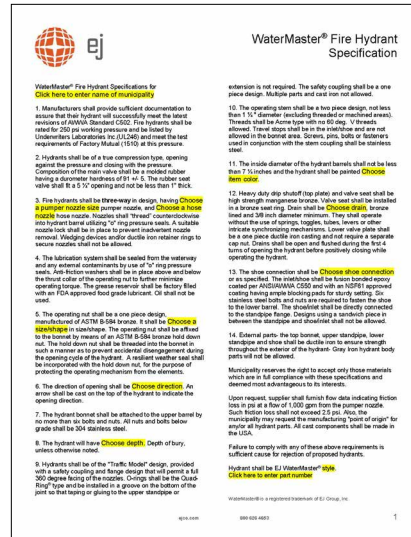 ej
WaterMaster® Fire Hydrant
Specification
WaterMaster® Fire Hydrant Specifications for
Click here to enter name of municipality
1. Manufacturers shall provide sufficient documentation to
assure that their hydrant will successfully meet the latest
revisions of AWWA Standard C502. Fire hydrants shall be
rated for 250 psi working pressure and be listed by
Underwriters Laboratories Inc.(UL246) and meet the test
requirements of Factory Mutual (1510) at this pressure.
2. Hydrants shall be of a true compression type, opening
against the pressure and closing with the pressure.
Composition of the main valve shall be a molded rubber
having a durometer hardness of 91 +/- 5. The rubber seat
valve shall fit a 5 ¼" opening and not be less than 1" thick.
3. Fire hydrants shall be three-way in design, having Choose
a pumper nozzle size pumper nozzle, and Choose a hose
nozzle hose nozzle. Nozzles shall "thread" counterclockwise
into hydrant barrel utilizing "o" ring pressure seals. A suitable
nozzle lock shall be in place to prevent inadvertent nozzle
removal. Wedging devices and/or ductile iron retainer rings to
secure nozzles shall not be allowed.
4. The lubrication system shall be sealed from the waterway
and any external contaminants by use of "o" ring pressure
seals. Anti-friction washers shall be in place above and below
the thrust collar of the operating nut to further minimize
operating torque. The grease reservoir shall be factory filled
with an FDA approved food grade lubricant. Oil shall not be
used.
5. The operating nut shall be a one piece design,
manufactured of ASTM B-584 bronze. It shall be Choose a
size/shape in size/shape. The operating nut shall be affixed
to the bonnet by means of an ASTM B-584 bronze hold down
nut. The hold down nut shall be threaded into the bonnet in
such a manner as to prevent accidental disengagement during
the opening cycle of the hydrant. A resilient weather seal shall
be incorporated with the hold down nut, for the purpose of
protecting the operating mechanism from the elements.
6. The direction of opening shall be Choose direction. An
arrow shall be cast on the top of the hydrant to indicate the
opening direction.
7. The hydrant bonnet shall be attached to the upper barrel by
no more than six bolts and nuts. All nuts and bolts below
grade shall be 304 stainless steel.
8. The hydrant will have Choose depth. Depth of bury,
unless otherwise noted.
9. Hydrants shall be of the "Traffic Model" design, provided
with a safety coupling and flange design that will permit a full
360 degree facing of the nozzles. O-rings shall be the Quad-
Ring® type and be installed in a groove on the bottom of the
joint so that taping or gluing to the upper standpipe or
extension is not required. The safety coupling shall be a one
piece design. Multiple parts and cast iron not allowed.
10. The operating stem shall be a two piece design, not less
than 1 ¼" diameter (excluding threaded or machined areas).
Threads shall be Acme type with no 60 deg. V threads
allowed. Travel stops shall be in the inlet/shoe and are not
allowed in the bonnet area. Screws, pins, bolts or fasteners
used in conjunction with the stem coupling shall be stainless
steel.
11. The inside diameter of the hydrant barrels shall not be less
than 7 ¼ inches and the hydrant shall be painted Choose
item color.
12. Heavy duty drip shutoff (top plate) and valve seat shall be
high strength manganese bronze. Valve seat shall be installed
in a bronze seat ring. Drain shall be Choose drain, bronze
lined and 3/8 inch diameter minimum. They shall operate
without the use of springs, toggles, tubes, levers or other
intricate synchronizing mechanisms. Lower valve plate shall
be a one piece ductile iron casting and not require a separate
cap nut. Drains shall be open and flushed during the first 4
turns of opening the hydrant before positively closing while
operating the hydrant.
13. The shoe connection shall be Choose shoe connection
or as specified. The inlet/shoe shall be fusion bonded epoxy
coated per ANSI/AWWA C550 and with an NSF61 approved
coating having ample blocking pads for sturdy setting. Six
stainless steel bolts and nuts are required to fasten the shoe
to the lower barrel. The shoe/inlet shall be directly connected
to the standpipe flange. Designs using a sandwich piece in
between the standpipe and shoe/inlet shall not be allowed.
14. External parts- the top bonnet, upper standpipe, lower
standpipe and shoe shall be ductile iron to ensure strength
throughout the exterior of the hydrant- Gray Iron hydrant body
parts will not be allowed.
Municipality reserves the right to accept only those materials
which are in full compliance with these specifications and
deemed most advantageous to its interests.
Upon request, supplier shall furnish flow data indicating friction
loss in psi at a flow of 1,000 gpm from the pumper nozzle.
Such friction loss shall not exceed 2.5 psi. Also, the
municipality may request the manufacturing "point of origin" for
any/or all hydrant parts. All cast components shall be made in
the USA.
Failure to comply with any of these above requirements is
sufficient cause for rejection of proposed hydrants.
Hydrant shall be EJ WaterMaster® style.
Click here to enter part number
WaterMaster® is a registered trademark of EJ Group, Inc.
ejco.com 800 626 4653 1